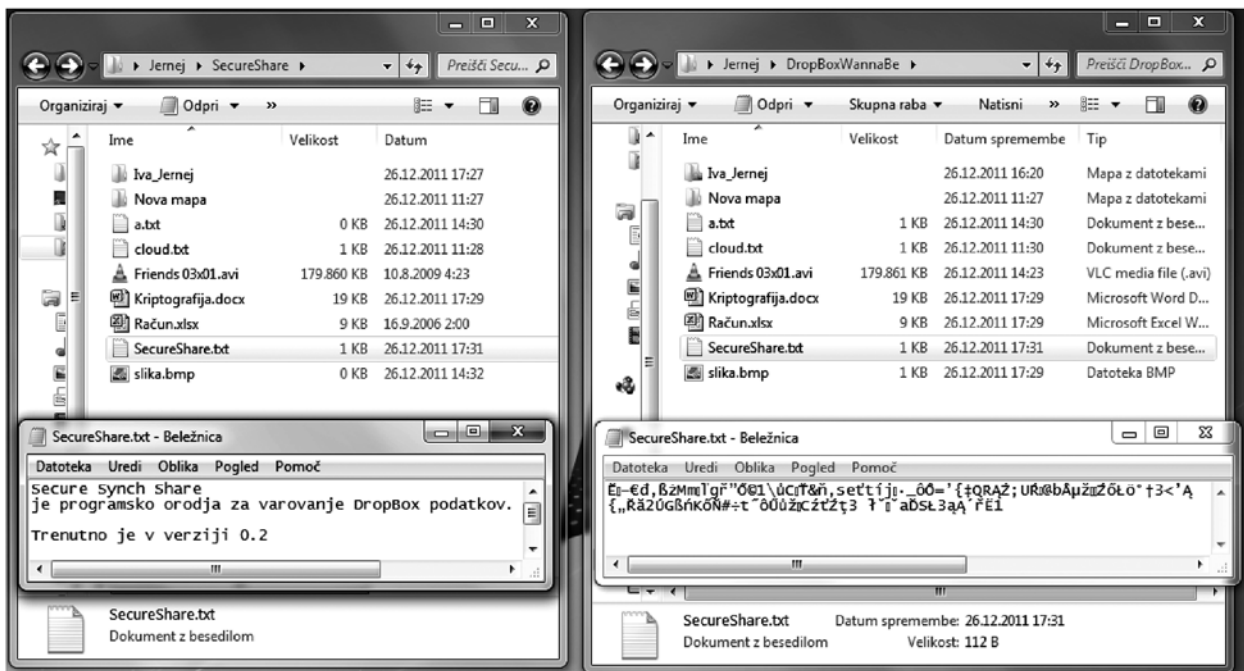 Jernej ▸ SecureShare ▸
Preišči Secu...
Organiziraj
Odpri
»
Ime Velikost Datum
Iva_Jernej 26.12.2011 17:27
Nova mapa 26.12.2011 11:27
a.txt 0 KB 26.12.2011 14:30
cloud.txt 1 KB 26.12.2011 11:28
Friends 03x01.avi 179.860 KB 10.8.2009 4:23
Kriptografija.docx 19 KB 26.12.2011 17:29
Račun.xlsx 9 KB 16.9.2006 2:00
SecureShare.txt 1 KB 26.12.2011 17:31
slika.bmp 0 KB 26.12.2011 14:32
SecureShare.txt - Beležnica
Datoteka Uredi Oblika Pogled Pomoč
Secure Synch Share
je programsko orodja za varovanje DropBox podatkov.
Trenutno je v verziji 0.2
SecureShare.txt
Dokument z besedilom
Jernej ▸ DropBoxWannaBe ▸
Preišči DropBox...
Organiziraj Odpri Skupna raba Natisni »
Ime Velikost Datum spremembe Tip
Iva_Jernej 26.12.2011 16:20 Mapa z datotekami
Nova mapa 26.12.2011 11:27 Mapa z datotekami
a.txt 1 KB 26.12.2011 14:30 Dokument z bese...
cloud.txt 1 KB 26.12.2011 11:30 Dokument z bese...
Friends 03x01.avi 179.861 KB 26.12.2011 14:23 VLC media file (.avi)
Kriptografija.docx 19 KB 26.12.2011 17:29 Microsoft Word D...
Račun.xlsx 9 KB 26.12.2011 17:29 Microsoft Excel W...
SecureShare.txt 1 KB 26.12.2011 17:31 Dokument z bese...
slika.bmp 1 KB 26.12.2011 17:29 Datoteka BMP
SecureShare.txt - Beležnica
Datoteka Uredi Oblika Pogled Pomoč
SecureShare.txt Datum spremembe: 26.12.2011 17:31
Dokument z besedilom Velikost: 112 B